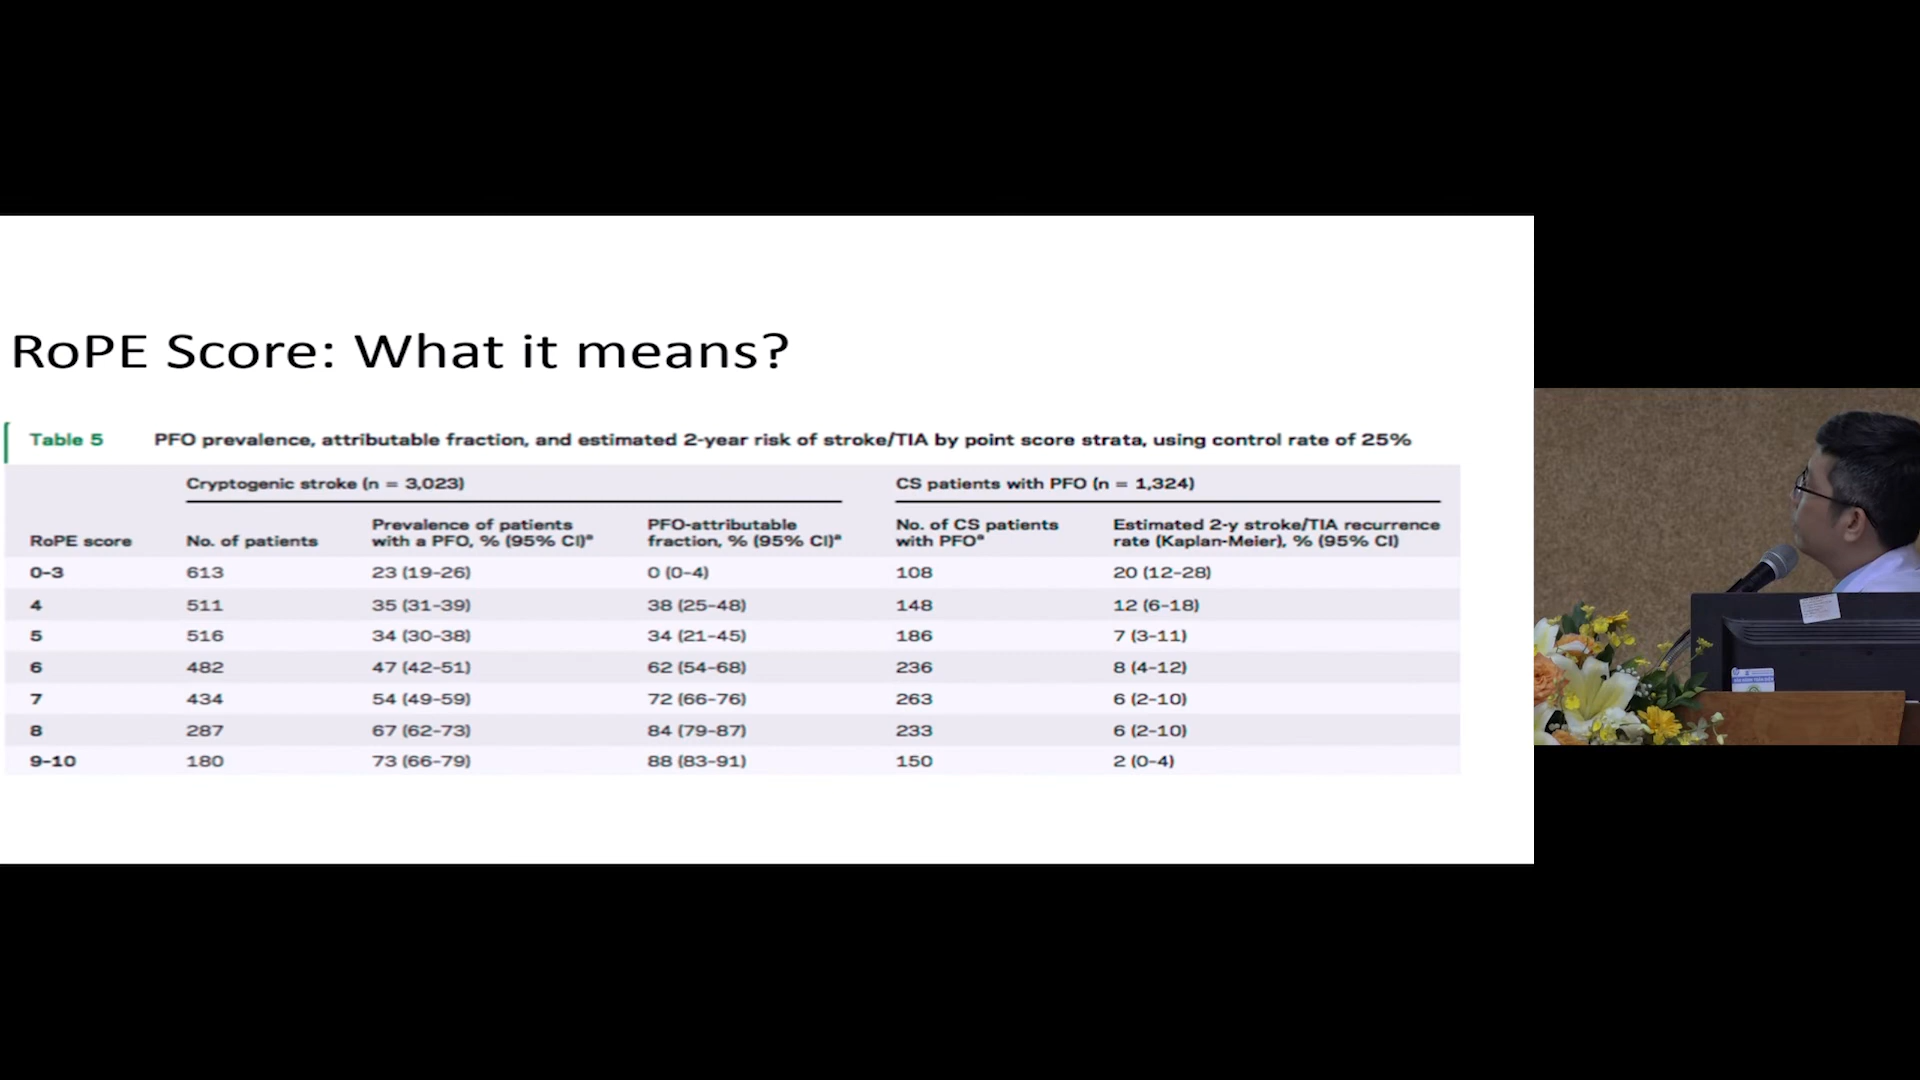 RoPE Score: What it means?
Table 5 PFO prevalence, attributable fraction, and estimated 2-year risk of stroke/TIA by point score strata, using control rate of 25%
Cryptogenic stroke (n = 3,023) CS patients with PFO (n = 1,324)
RoPE score No. of patients Prevalence of patients with a PFO, % (95% CI)ª PFO-attributable fraction, % (95% CI)ª No. of CS patients with PFOª Estimated 2-y stroke/TIA recurrence rate (Kaplan-Meier), % (95% CI)
0-3 613 23 (19-26) 0 (0-4) 108 20 (12-28)
4 511 35 (31-39) 38 (25-48) 148 12 (6-18)
5 516 34 (30-38) 34 (21-45) 186 7 (3-11)
6 482 47 (42-51) 62 (54-68) 236 8 (4-12)
7 434 54 (49-59) 72 (66-76) 263 6 (2-10)
8 287 67 (62-73) 84 (79-87) 233 6 (2-10)
9-10 180 73 (66-79) 88 (83-91) 150 2 (0-4)